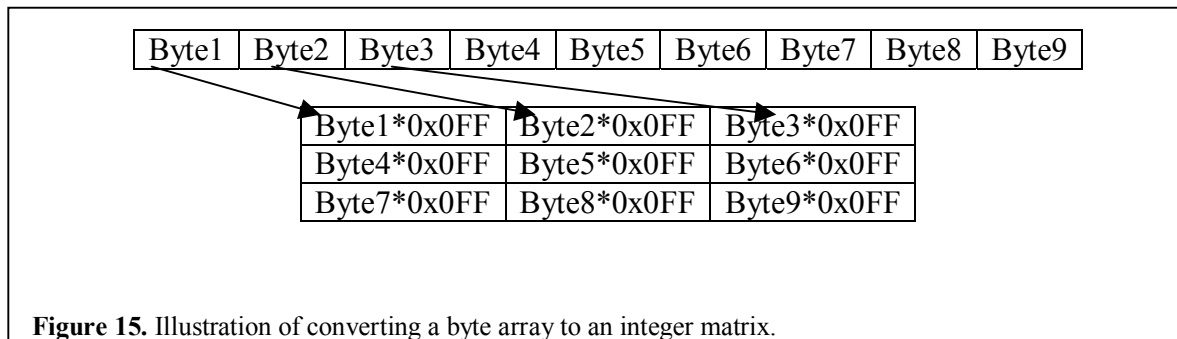 Byte1 Byte2 Byte3 Byte4 Byte5 Byte6 Byte7 Byte8 Byte9
Byte1*0x0FF Byte2*0x0FF Byte3*0x0FF
Byte4*0x0FF Byte5*0x0FF Byte6*0x0FF
Byte7*0x0FF Byte8*0x0FF Byte9*0x0FF
Figure 15. Illustration of converting a byte array to an integer matrix.